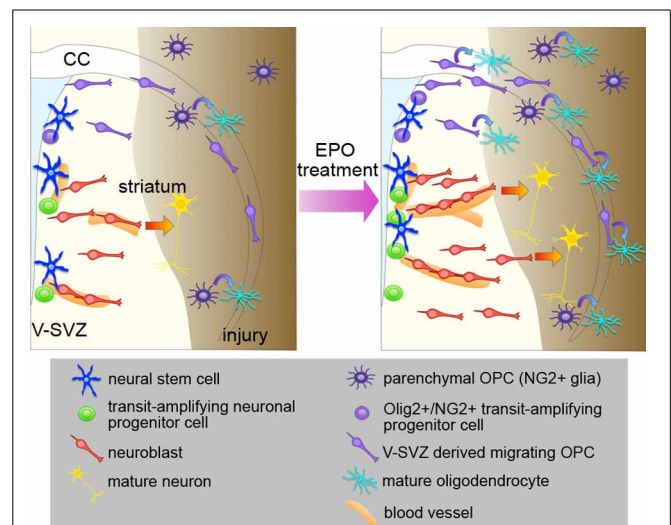 CC
striatum
V-SVZ
injury
EPO
treatment
neural stem cell
transit-amplifying neuronal
progenitor cell
neuroblast
mature neuron
parenchymal OPC (NG2+ glia)
Olig2+/NG2+ transit-amplifying
progenitor cell
V-SVZ derived migrating OPC
mature oligodendrocyte
blood vessel